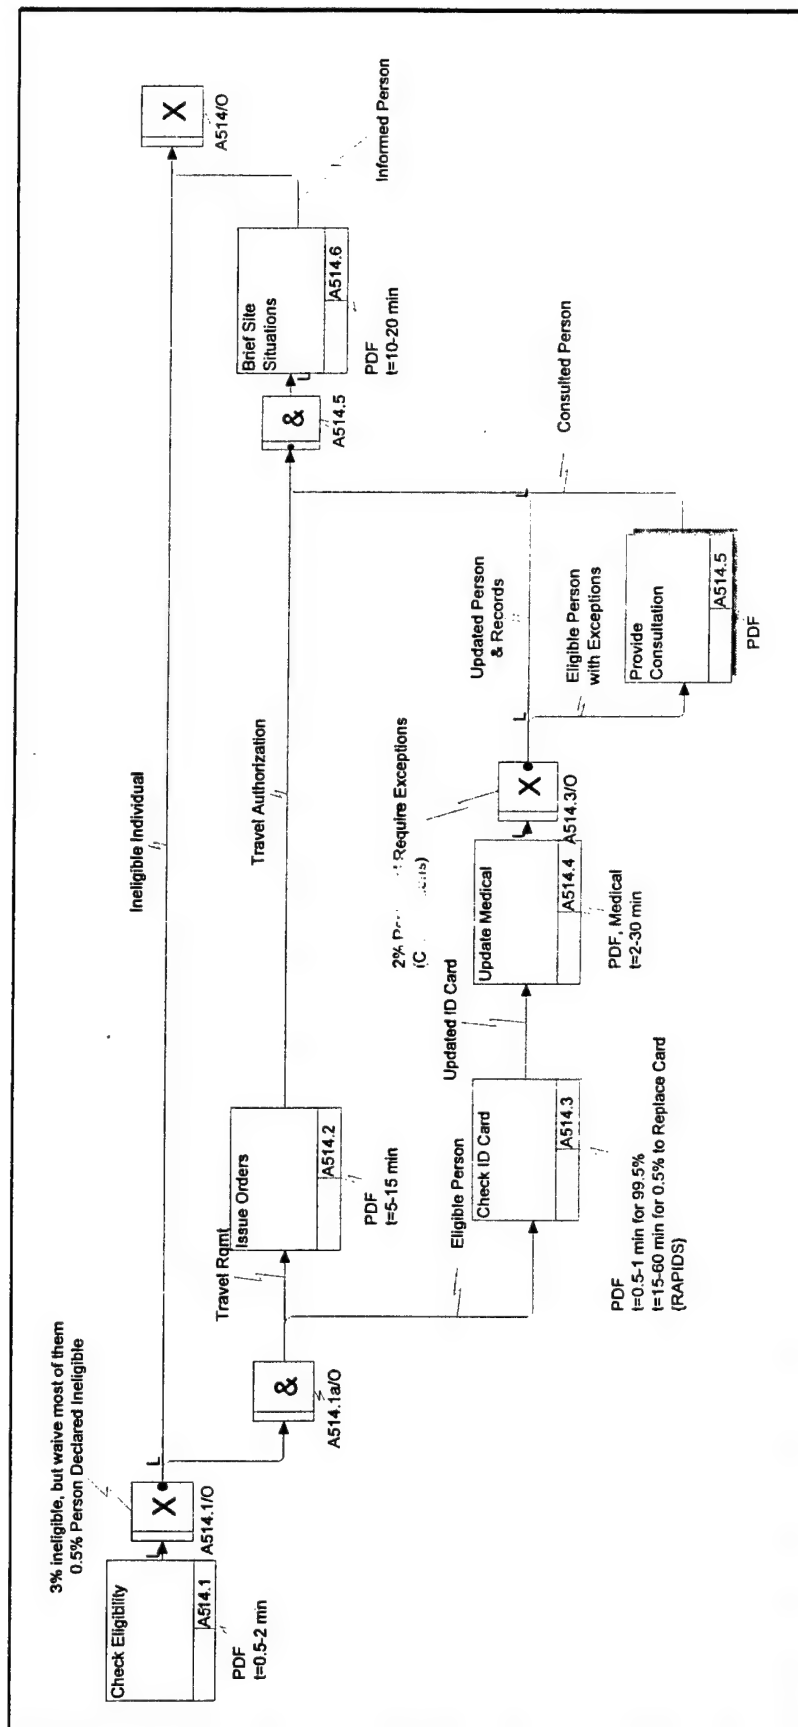 3% ineligible, but waive most of them
0.5% Person Declared Ineligible
Check Eligibility
A514.1
PDF
t=0.5-2 min
L
X
A514.1/O
L
Ineligible Individual
X
A514/O
&
A514.1a/O
Travel Rqmt
Issue Orders
A514.2
PDF
t=5-15 min
Travel Authorization
&
A514.5
L
Brief Site
Situations
A514.6
PDF
t=10-20 min
Informed Person
Eligible Person
Check ID Card
A514.3
PDF
t=0.5-1 min for 99.5%
t=15-60 min for 0.5% to Replace Card
(RAPIDS)
Updated ID Card
Update Medical
A514.4
PDF, Medical
t=2-30 min
2% Require Exceptions
L
X
A514.3/O
L
Updated Person
& Records
L
Eligible Person
with Exceptions
Provide
Consultation
A514.5
PDF
Consulted Person